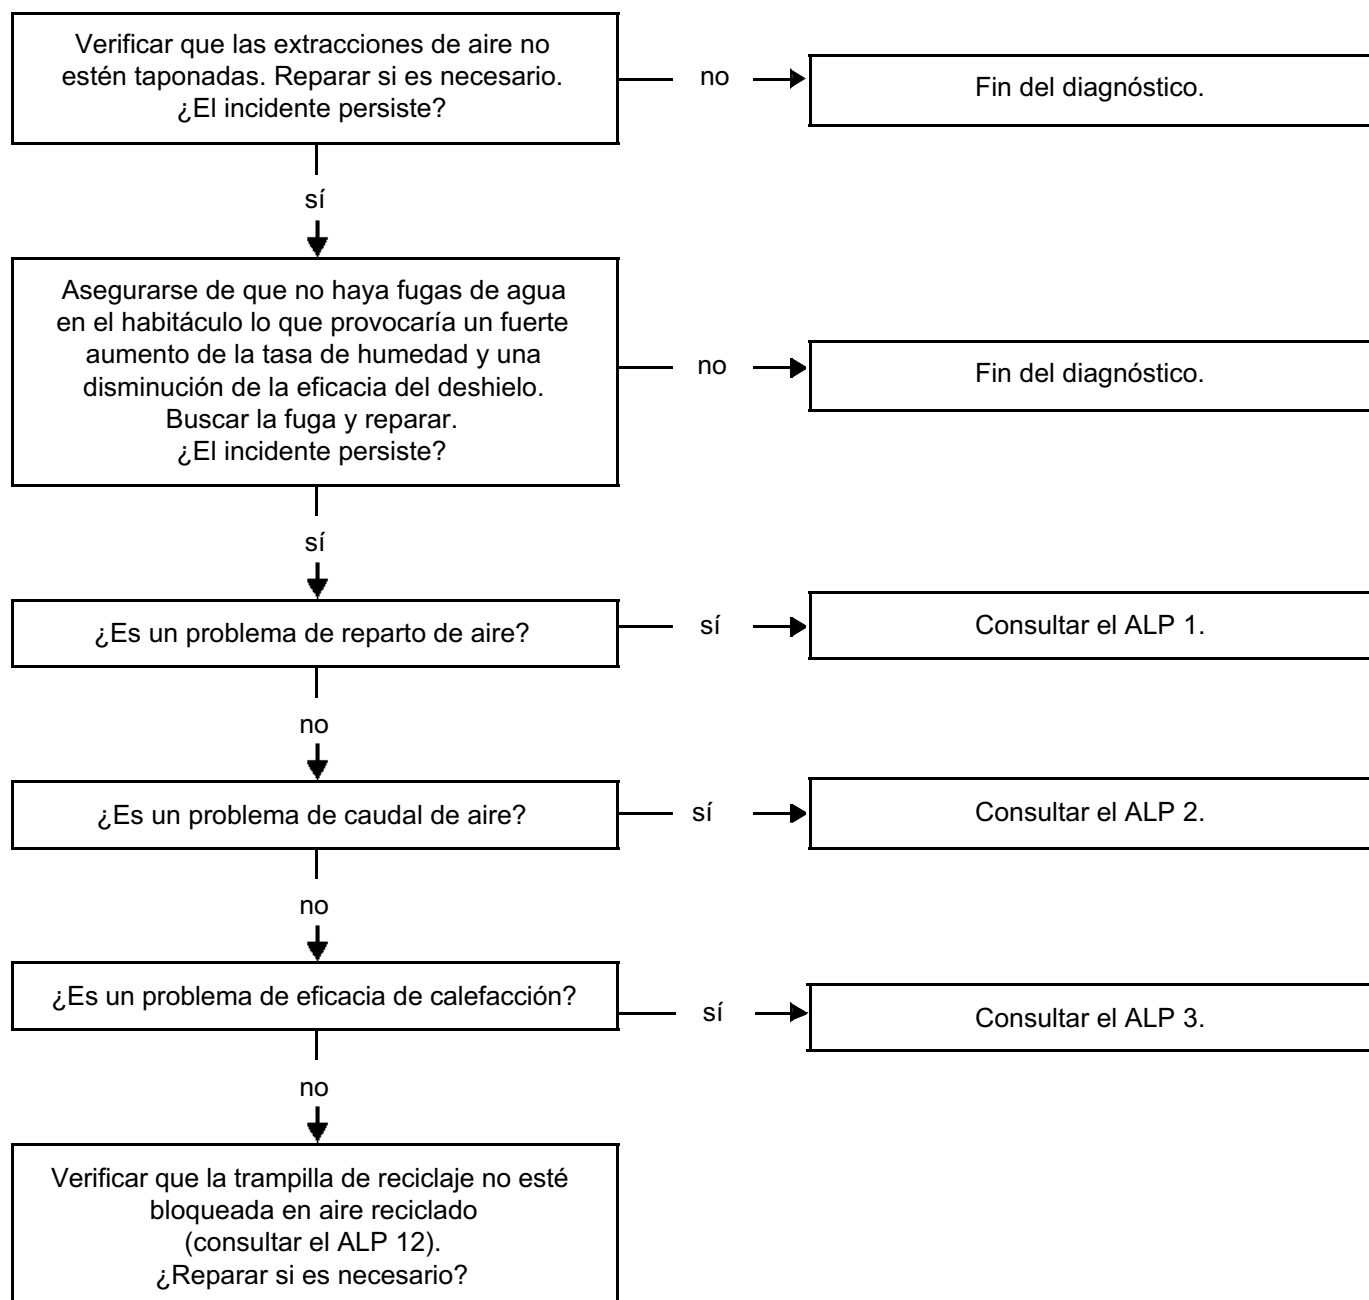 Verificar que las extracciones de aire no
estén taponadas. Reparar si es necesario.
¿El incidente persiste?
no
Fin del diagnóstico.
sí
Asegurarse de que no haya fugas de agua
en el habitáculo lo que provocaría un fuerte
aumento de la tasa de humedad y una
disminución de la eficacia del deshielo.
Buscar la fuga y reparar.
¿El incidente persiste?
no
Fin del diagnóstico.
sí
¿Es un problema de reparto de aire?
sí
Consultar el ALP 1.
no
¿Es un problema de caudal de aire?
sí
Consultar el ALP 2.
no
¿Es un problema de eficacia de calefacción?
sí
Consultar el ALP 3.
no
Verificar que la trampilla de reciclaje no esté
bloqueada en aire reciclado
(consultar el ALP 12).
¿Reparar si es necesario?